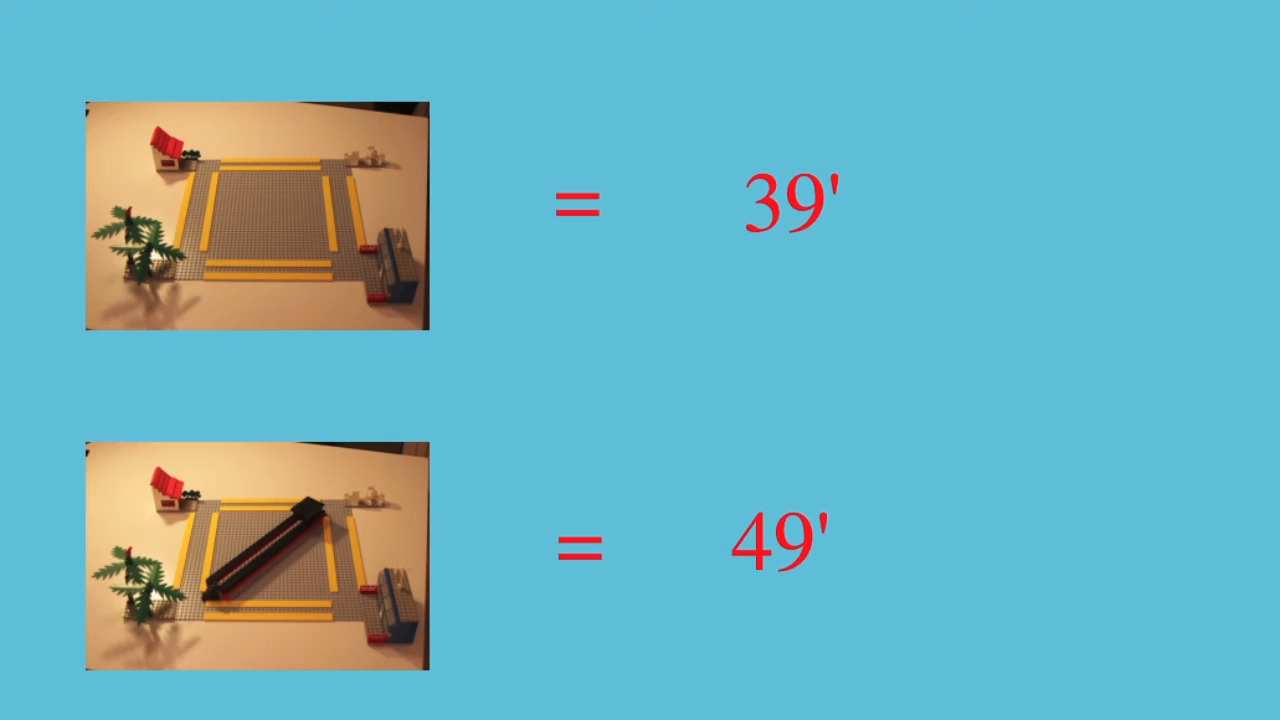 = 39'
= 49'